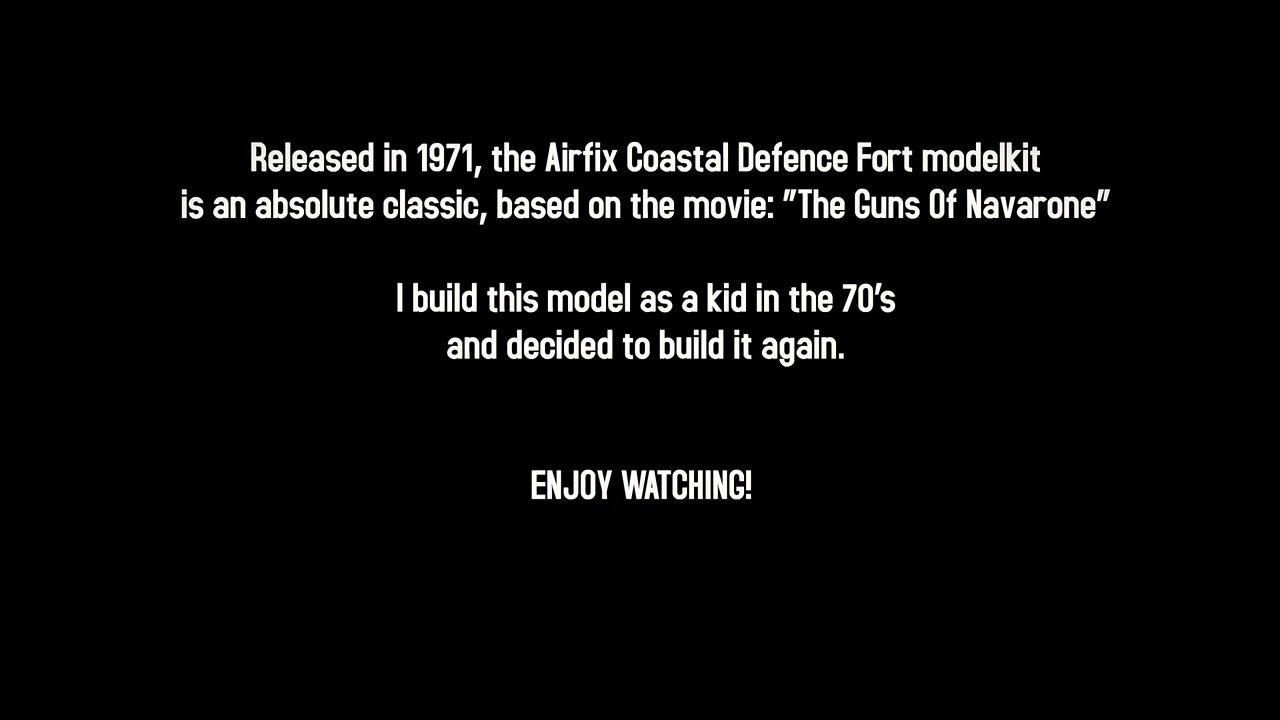 Released in 1971, the Airfix Coastal Defence Fort modelkit
is an absolute classic, based on the movie: "The Guns Of Navarone"
I build this model as a kid in the 70's
and decided to build it again.
ENJOY WATCHING!